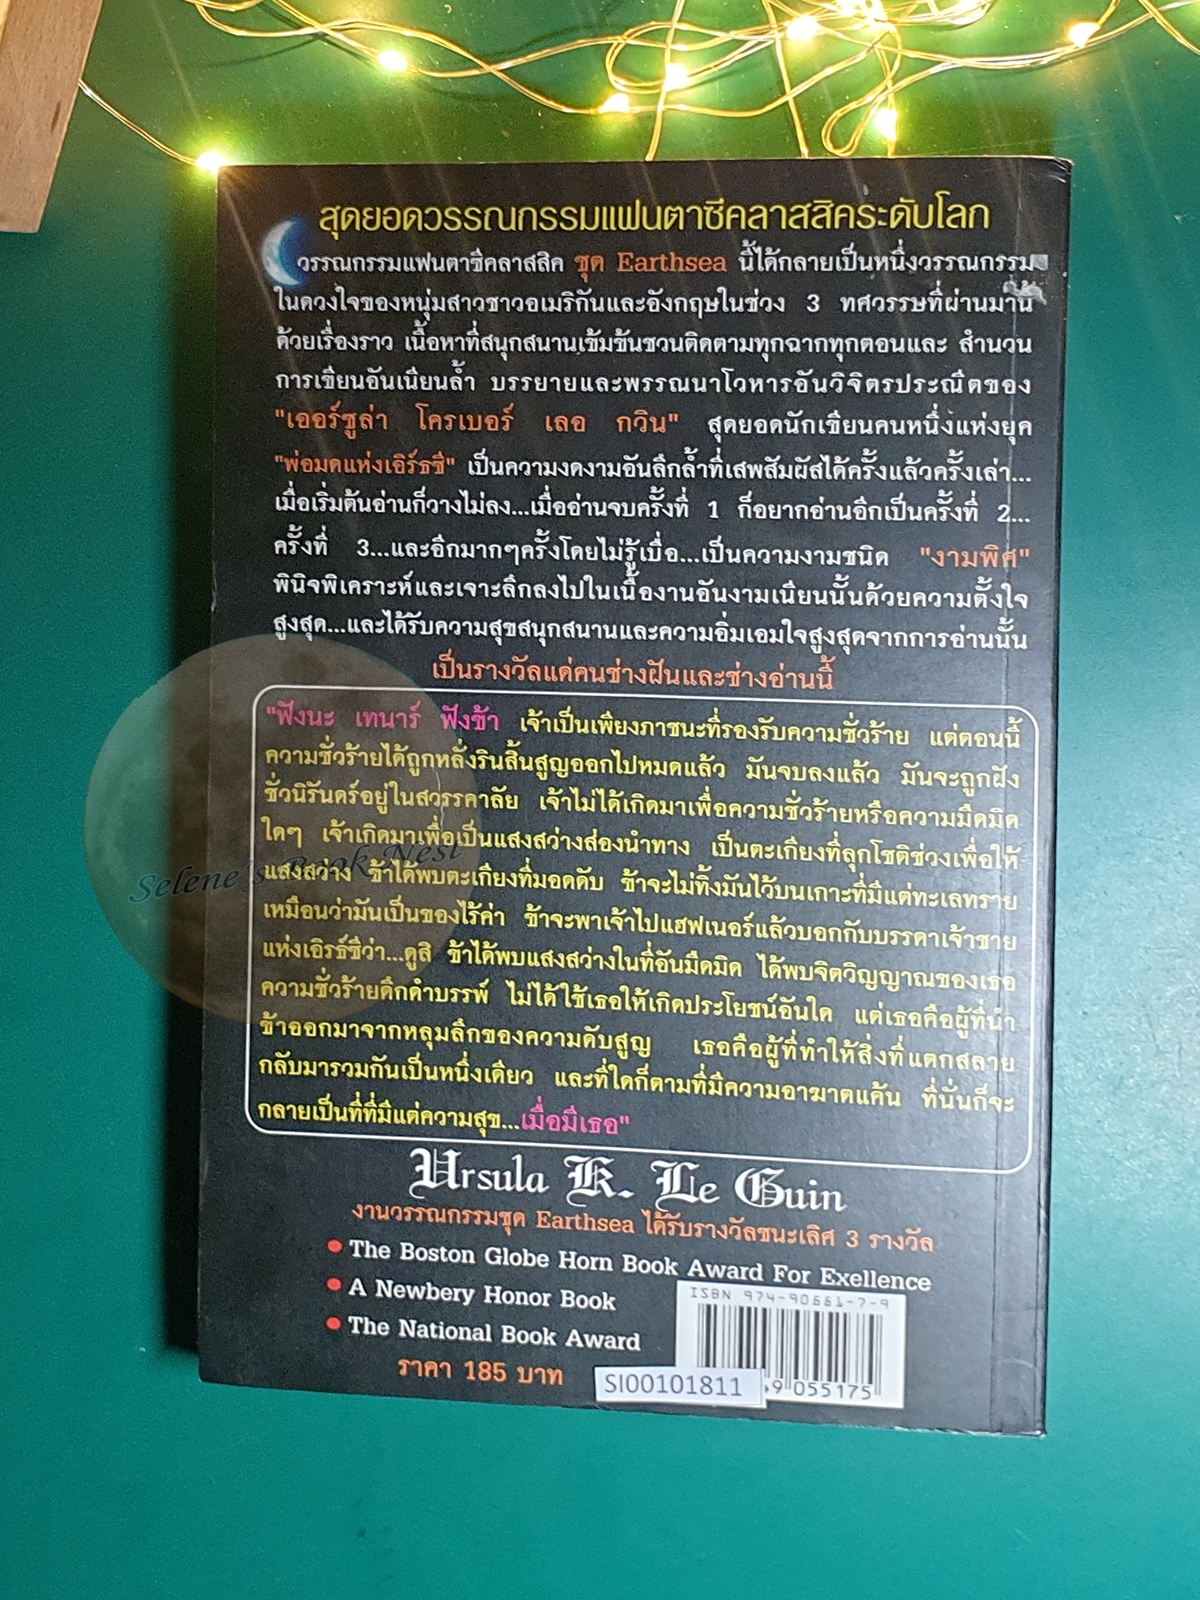 สุดยอดวรรณกรรมแฟนตาซีคลาสสิคระดับโลก
วรรณกรรมแฟนตาซีคลาสสิค ชุด Earthsea นี้ได้กลายเป็นหนึ่งวรรณกรรม
ในดวงใจของหนุ่มสาวชาวอเมริกันและอังกฤษในช่วง 3 ทศวรรษที่ผ่านมานี้
ด้วยเรื่องราว เนื้อหาที่สนุกสนานเข้มข้นชวนติดตามทุกฉากทุกตอนและ สำนวน
การเขียนอันเนียนล้ำ บรรยายและพรรณนาโวหารอันวิจิตรประณีตของ
"เออร์ซูล่า โครเบอร์ เลอ กวิน" สุดยอดนักเขียนคนหนึ่งแห่งยุค
"พ่อมดแห่งเอิร์ธซี" เป็นความงดงามอันลึกล้ำที่เสพสัมผัสได้ครั้งแล้วครั้งเล่า...
เมื่อเริ่มต้นอ่านก็วางไม่ลง...เมื่ออ่านจบครั้งที่ 1 ก็อยากอ่านอีกเป็นครั้งที่ 2...
ครั้งที่ 3...และอีกมากๆครั้งโดยไม่รู้เบื่อ...เป็นความงามชนิด "งามพิศ"
พินิจพิเคราะห์และเจาะลึกลงไปในเนื้องานอันงามเนียนนั้นด้วยความตั้งใจ
สูงสุด...และได้รับความสุขสนุกสนานและความอิ่มเอมใจสูงสุดจากการอ่านนั้น
เป็นรางวัลแด่คนช่างฝันและช่างอ่านนี้
"ฟังนะ เทนาร์ ฟังข้า เจ้าเป็นเพียงภาชนะที่รองรับความชั่วร้าย แต่ตอนนี้
ความชั่วร้ายได้ถูกหลั่งรินสิ้นสูญออกไปหมดแล้ว มันจบลงแล้ว มันจะถูกฝัง
ชั่วนิรันดร์อยู่ในสวรรคาลัย เจ้าไม่ได้เกิดมาเพื่อความชั่วร้ายหรือความมืดมิด
ใดๆ เจ้าเกิดมาเพื่อเป็นแสงสว่างส่องนำทาง เป็นตะเกียงที่ลุกโชติช่วงเพื่อให้
แสงสว่าง ข้าได้พบตะเกียงที่มอดดับ ข้าจะไม่ทิ้งมันไว้บนเกาะที่มีแต่ทะเลทราย
เหมือนว่ามันเป็นของไร้ค่า ข้าจะพาเจ้าไปแฮฟเนอร์แล้วบอกกับบรรดาเจ้าชาย
แห่งเอิรธ์ซีว่า...ดูสิ ข้าได้พบแสงสว่างในที่อันมืดมิด ได้พบจิตวิญญาณของเธอ
ความชั่วร้ายดึกดำบรรพ์ ไม่ได้ใช้เธอให้เกิดประโยชน์อันใด แต่เธอคือผู้ที่นำ
ข้าออกมาจากหลุมลึกของความดับสูญ เธอคือผู้ที่ทำให้สิ่งที่แตกสลาย
กลับมารวมกันเป็นหนึ่งเดียว และที่ใดก็ตามที่มีความอาฆาตแค้น ที่นั่นก็จะ
กลายเป็นที่ที่มีแต่ความสุข...เมื่อมีเธอ"
Selene's Book Nest
Ursula K. Le Guin
งานวรรณกรรมชุด Earthsea ได้รับรางวัลชนะเลิศ 3 รางวัล
• The Boston Globe Horn Book Award For Exellence
• A Newbery Honor Book
• The National Book Award
ราคา 185 บาท
ISBN 974-90661-7-9
SI00101811
9 055175